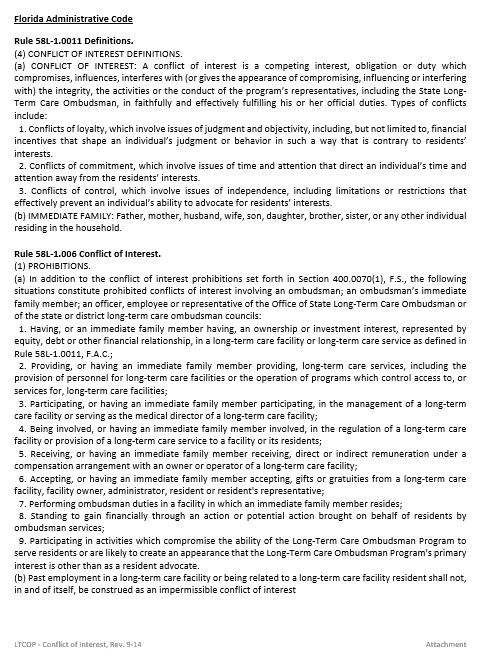 Florida Administrative Code
Rule 58L-1.0011 Definitions.
(4) CONFLICT OF INTEREST DEFINITIONS.
(a) CONFLICT OF INTEREST: A conflict of interest is a competing interest, obligation or duty which
compromises, influences, interferes with (or gives the appearance of compromising, influencing or interfering
with) the integrity, the activities or the conduct of the program's representatives, including the State Long-
Term Care Ombudsman, in faithfully and effectively fulfilling his or her official duties. Types of conflicts
include:
1. Conflicts of loyalty, which involve issues of judgment and objectivity, including, but not limited to, financial
incentives that shape an individual's judgment or behavior in such a way that is contrary to residents'
interests.
2. Conflicts of commitment, which involve issues of time and attention that direct an individual's time and
attention away from the residents' interests.
3. Conflicts of control, which involve issues of independence, including limitations or restrictions that
effectively prevent an individual's ability to advocate for residents' interests.
(b) IMMEDIATE FAMILY: Father, mother, husband, wife, son, daughter, brother, sister, or any other individual
residing in the household.
Rule 58L-1.006 Conflict of Interest.
(1) PROHIBITIONS.
(a) In addition to the conflict of interest prohibitions set forth in Section 400.0070(1), F.S., the following
situations constitute prohibited conflicts of interest involving an ombudsman; an ombudsman's immediate
family member; an officer, employee or representative of the Office of State Long-Term Care Ombudsman or
of the state or district long-term care ombudsman councils:
1. Having, or an immediate family member having, an ownership or investment interest, represented by
equity, debt or other financial relationship, in a long-term care facility or long-term care service as defined in
Rule 58L-1.0011, F.A.C.;
2. Providing, or having an immediate family member providing, long-term care services, including the
provision of personnel for long-term care facilities or the operation of programs which control access to, or
services for, long-term care facilities;
3. Participating, or having an immediate family member participating, in the management of a long-term
care facility or serving as the medical director of a long-term care facility;
4. Being involved, or having an immediate family member involved, in the regulation of a long-term care
facility or provision of a long-term care service to a facility or its residents;
5. Receiving, or having an immediate family member receiving, direct or indirect remuneration under a
compensation arrangement with an owner or operator of a long-term care facility;
6. Accepting, or having an immediate family member accepting, gifts or gratuities from a long-term care
facility, facility owner, administrator, resident or resident's representative;
7. Performing ombudsman duties in a facility in which an immediate family member resides;
8. Standing to gain financially through an action or potential action brought on behalf of residents by
ombudsman services;
9. Participating in activities which compromise the ability of the Long-Term Care Ombudsman Program to
serve residents or are likely to create an appearance that the Long-Term Care Ombudsman Program's primary
interest is other than as a resident advocate.
(b) Past employment in a long-term care facility or being related to a long-term care facility resident shall not,
in and of itself, be construed as an impermissible conflict of interest
LTCOP - Conflict of Interest, Rev. 9-14 Attachment